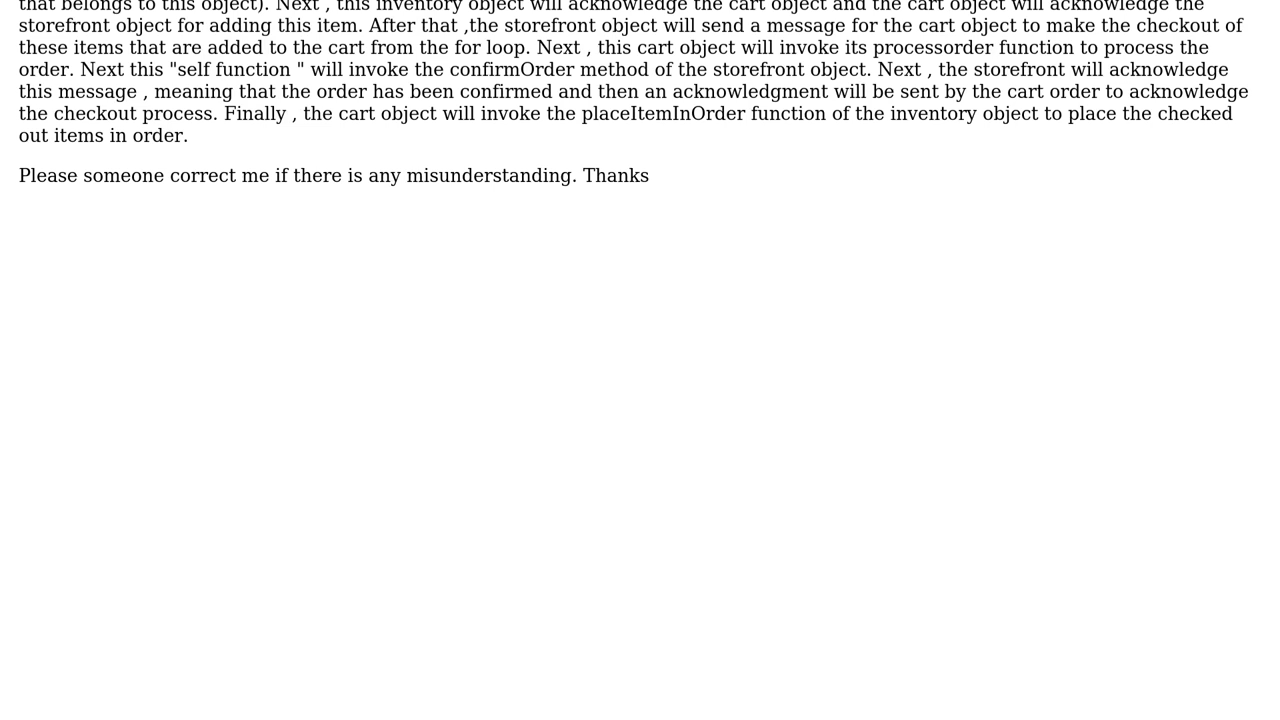 that belongs to this object). Next , this inventory object will acknowledge the cart object and the cart object will acknowledge the
storefront object for adding this item. After that ,the storefront object will send a message for the cart object to make the checkout of
these items that are added to the cart from the for loop. Next , this cart object will invoke its processorder function to process the
order. Next this "self function " will invoke the confirmOrder method of the storefront object. Next , the storefront will acknowledge
this message , meaning that the order has been confirmed and then an acknowledgment will be sent by the cart order to acknowledge
the checkout process. Finally , the cart object will invoke the placeItemInOrder function of the inventory object to place the checked
out items in order.
Please someone correct me if there is any misunderstanding. Thanks